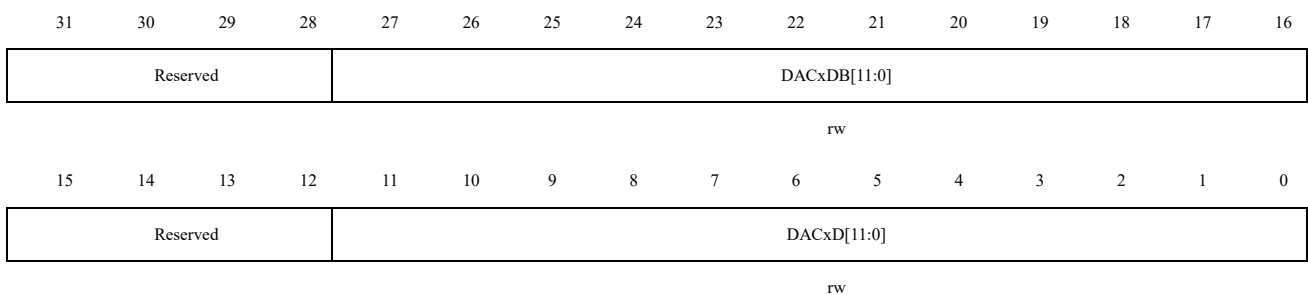 31 30 29 28 27 26 25 24 23 22 21 20 19 18 17 16
Reserved DACxDB[11:0]
rw
15 14 13 12 11 10 9 8 7 6 5 4 3 2 1 0
Reserved DACxD[11:0]
rw